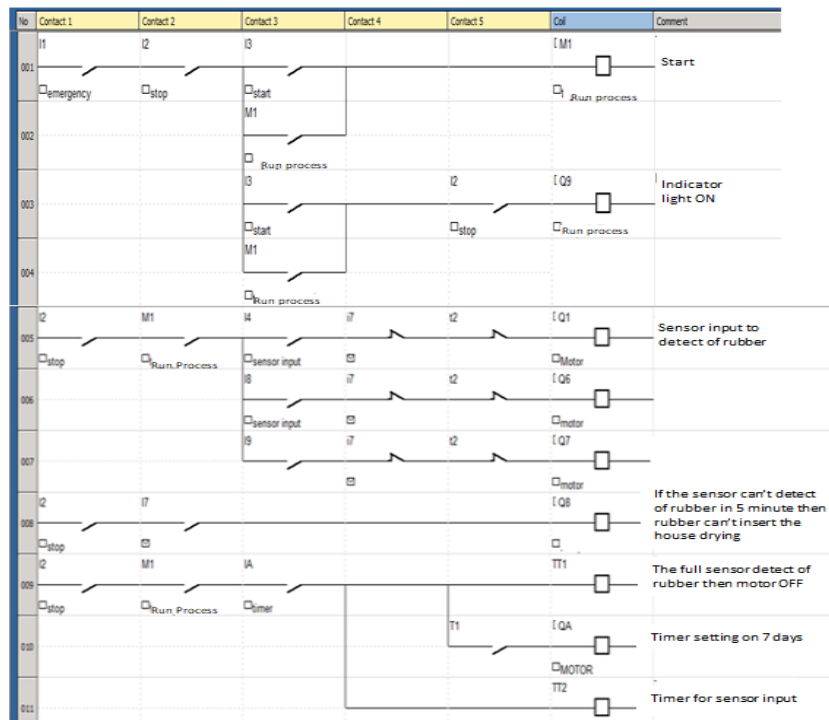 No Contact 1 Contact 2 Contact 3 Contact 4 Contact 5 Coil Comment
I1 I2 I3 [ M1
001 Start
emergency stop start Run process
M1
002
Run process
I3 I2 [ Q9
003 Indicator
light ON
start stop Run process
M1
004
Run process
I2 M1 I4 i7 t2 [ Q1
005 Sensor input to
detect of rubber
stop Run.Process sensor input Motor
I8 i7 t2 [ Q6
006
sensor input motor
I9 i7 t2 [ Q7
007
motor
I2 I7 [ Q8
008 If the sensor can't detect
of rubber in 5 minute then
rubber can't insert the
house drying
stop
I2 M1 IA TT1
009 The full sensor detect of
rubber then motor OFF
stop Run Process timer
T1 [ QA
010 Timer setting on 7 days
MOTOR
TT2
011 Timer for sensor input